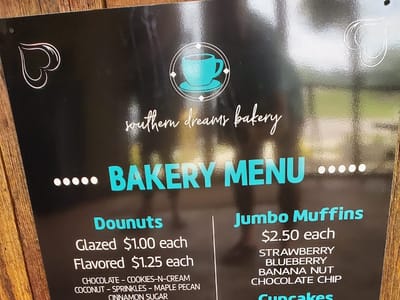 southern dreams bakery
BAKERY MENU
Dounuts
Glazed $1.00 each
Flavored $1.25 each
CHOCOLATE - COOKIES-N-CREAM
COCONUT - SPRINKLES - MAPLE PECAN
CINNAMON SUGAR
Jumbo Muffins
$2.50 each
STRAWBERRY
BLUEBERRY
BANANA NUT
CHOCOLATE CHIP
Cupcakes